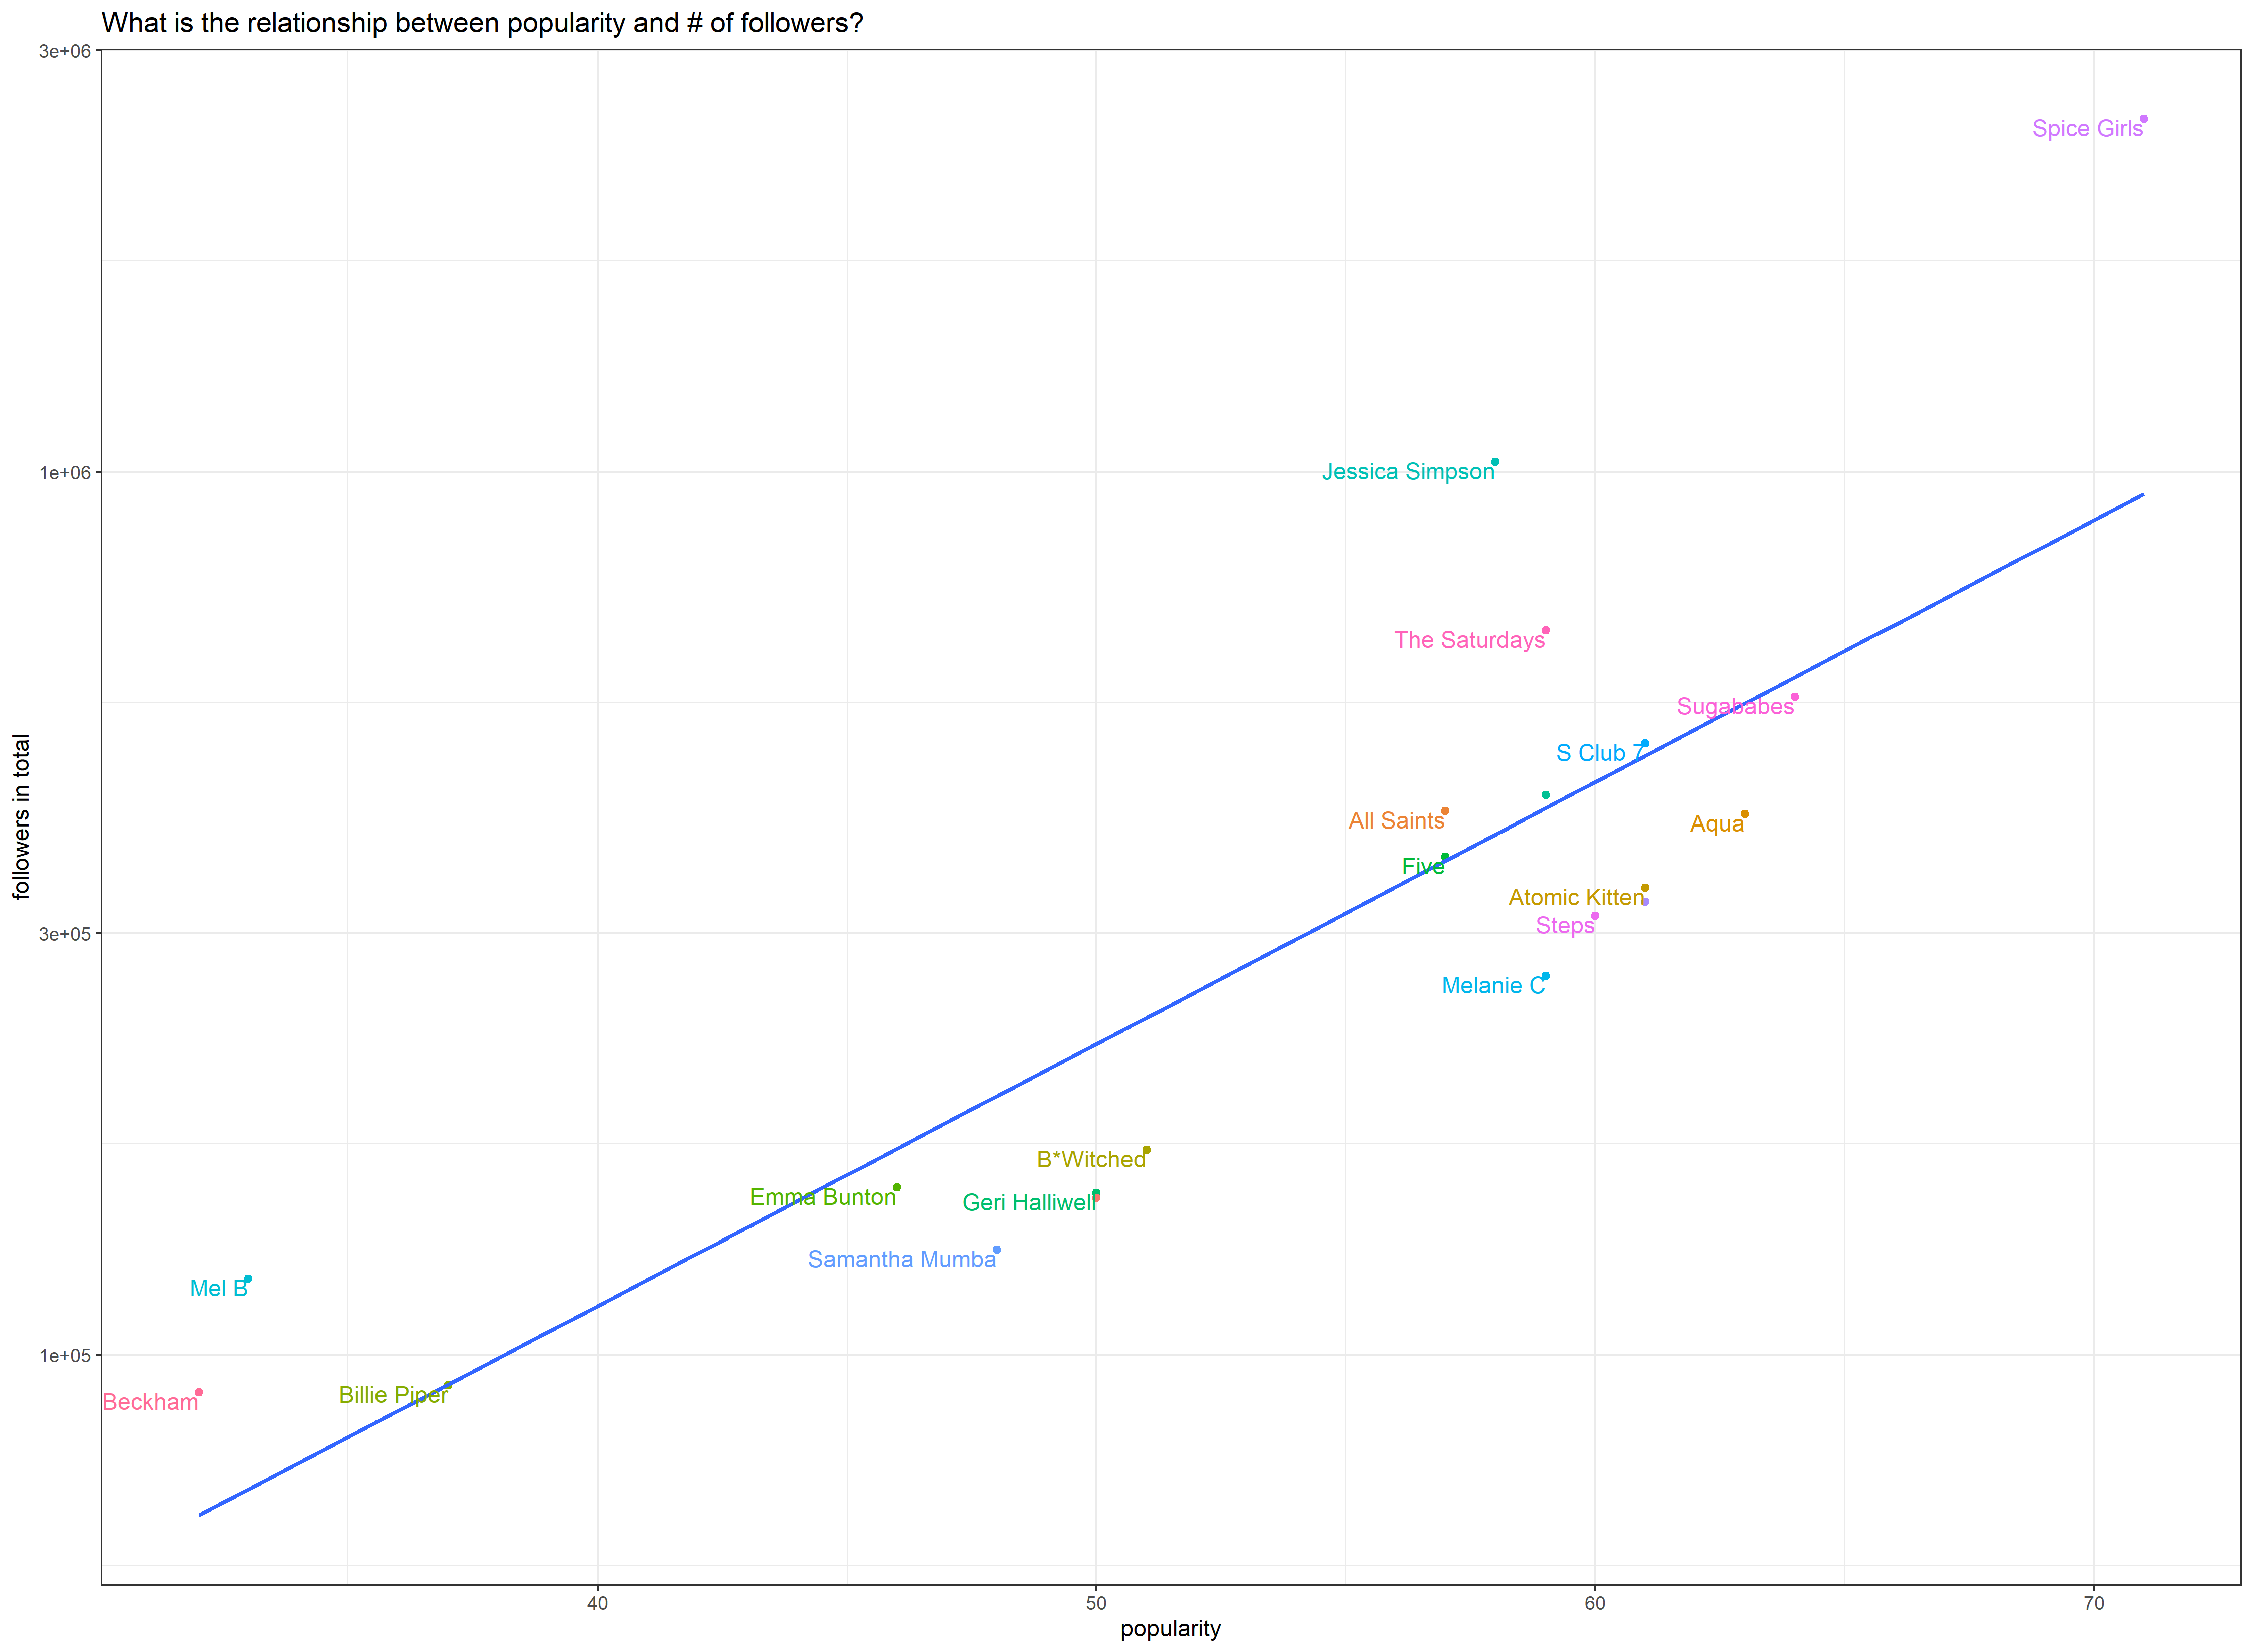 What is the relationship between popularity and # of followers?
3e+06
Spice Girls
1e+06
Jessica Simpson
The Saturdays
Sugababes
S Club 7
All Saints
Aqua
Five
Atomic Kitten
Steps
3e+05
Melanie C
B*Witched
Emma Bunton
Geri Halliwell
Samantha Mumba
Mel B
1e+05
Billie Piper
Beckham
followers in total
40
50
60
70
popularity